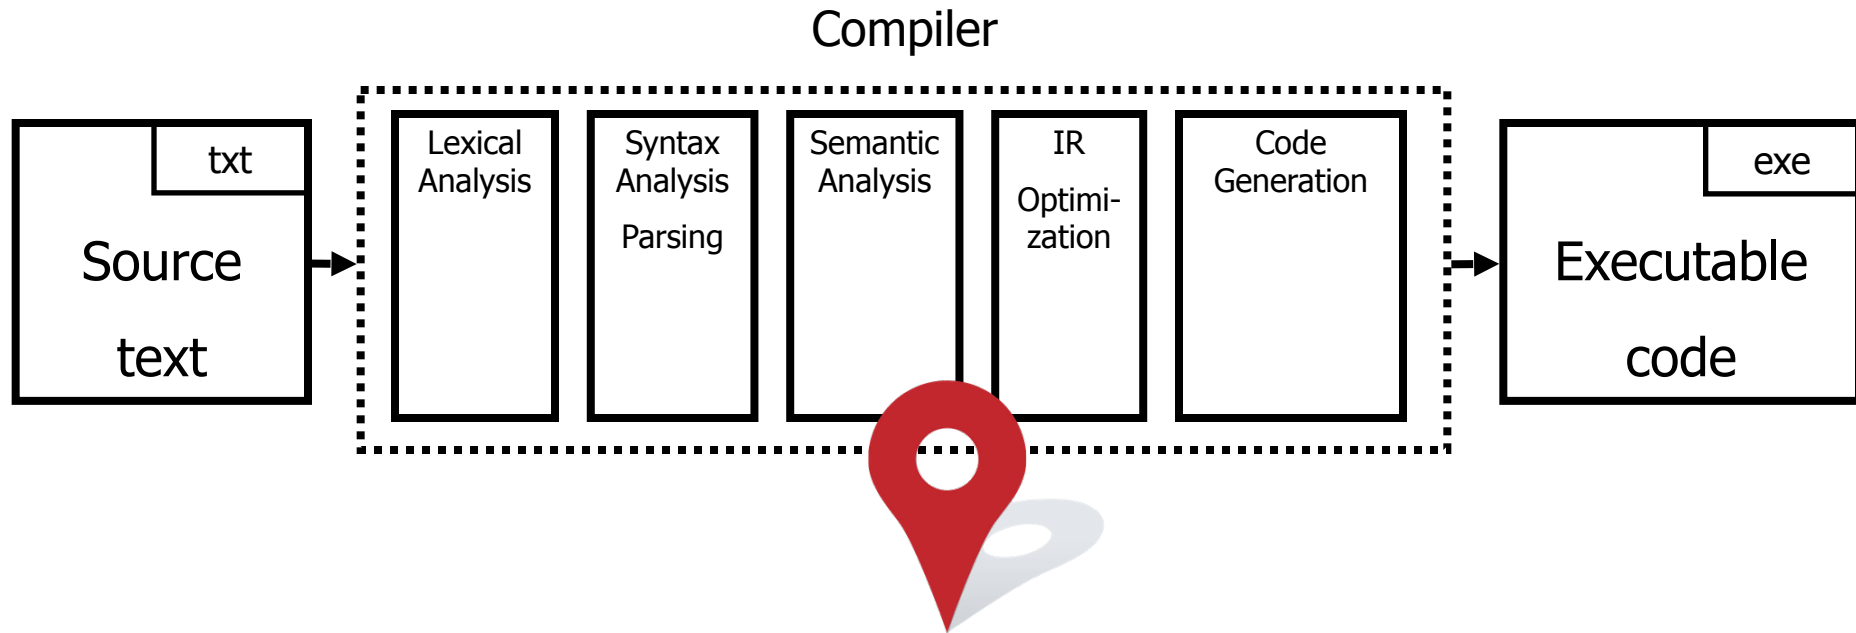 Compiler
txt
Source
text
Lexical
Analysis
Syntax
Analysis
Parsing
Semantic
Analysis
IR
Optimi-
zation
Code
Generation
exe
Executable
code